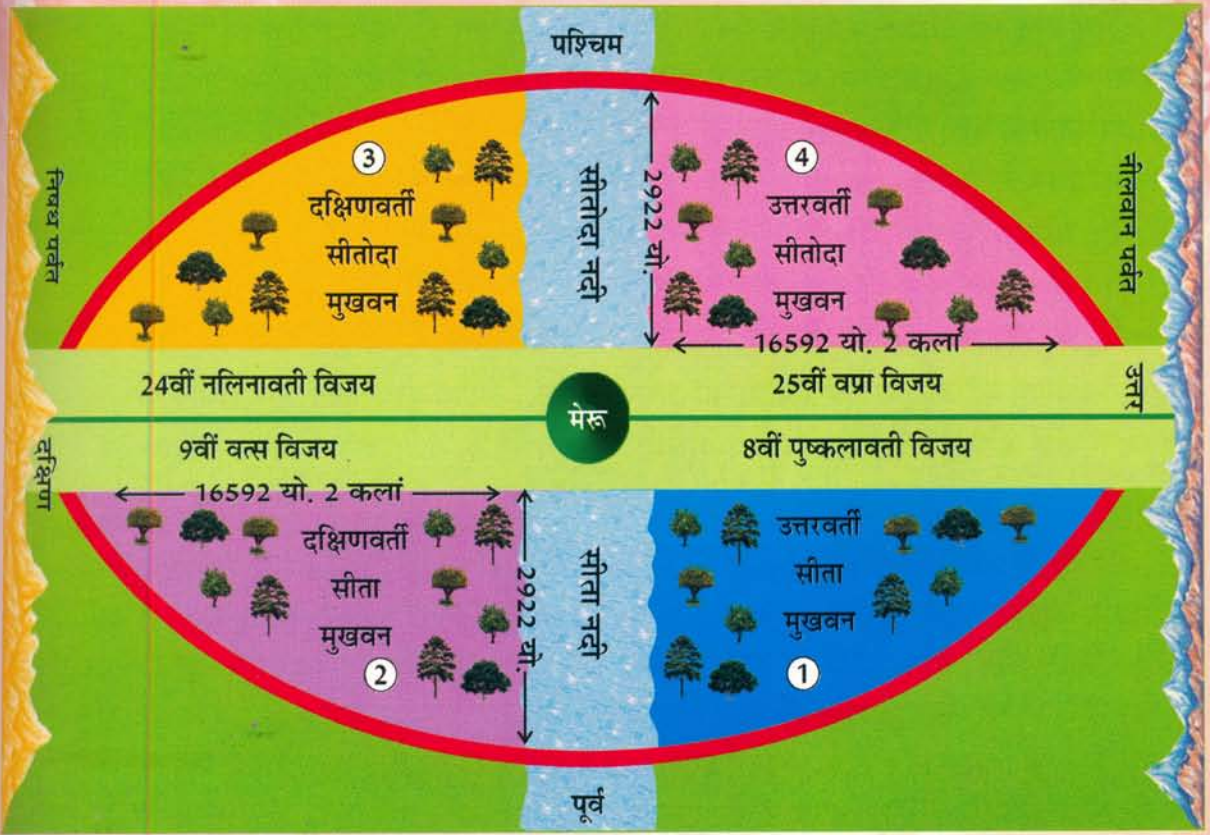 पश्चिम
3
दक्षिणवर्ती
सीतोदा
मुखवन
सीतोदा नदी
2922 यो.
4
उत्तरवर्ती
सीतोदा
मुखवन
16592 यो. 2 कलां
निषध पर्वत
नीलवान पर्वत
24वीं नलिनावती विजय
25वीं वप्रा विजय
उत्तर
मेरू
9वीं वत्स विजय
8वीं पुष्कलावती विजय
दक्षिण
16592 यो. 2 कलां
दक्षिणवर्ती
सीता
मुखवन
2
2922 यो.
सीता नदी
उत्तरवर्ती
सीता
मुखवन
1
पूर्व